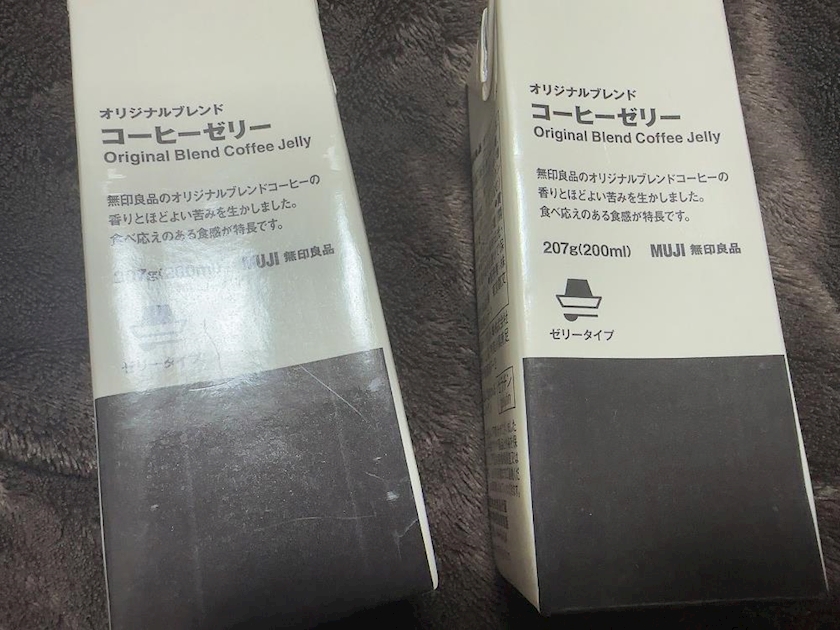 オリジナルブレンド
コーヒーゼリー
Original Blend Coffee Jelly
無印良品のオリジナルブレンドコーヒーの
香りとほどよい苦みを生かしました。
食べ応えのある食感が特長です。
207g(200ml) MUJI 無印良品
ゼリータイプ
オリジナルブレンド
コーヒーゼリー
Original Blend Coffee Jelly
無印良品のオリジナルブレンドコーヒーの
香りとほどよい苦みを生かしました。
食べ応えのある食感が特長です。
207g(200ml) MUJI 無印良品
ゼリータイプ